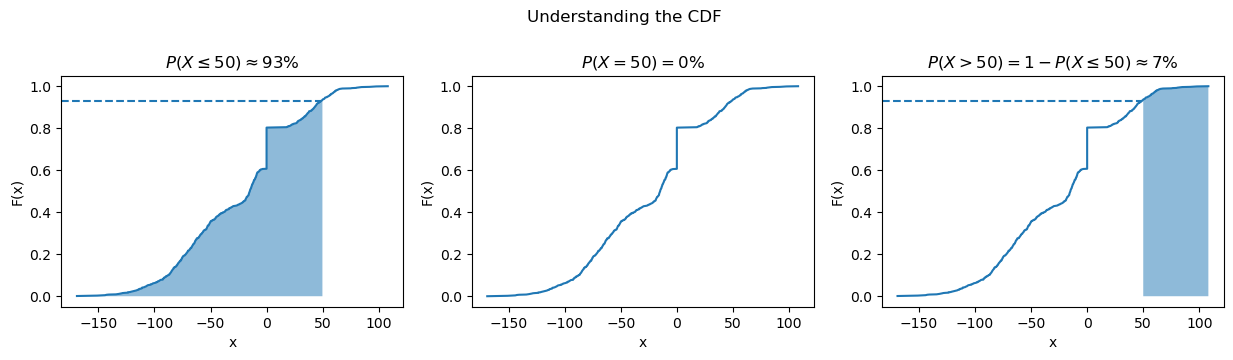 Understanding the CDF
P(X ≤ 50) ≈ 93%
1.0
0.8
0.6
0.4
0.2
0.0
F(x)
−150 −100 −50 0 50 100
x
P(X = 50) = 0%
1.0
0.8
0.6
0.4
0.2
0.0
F(x)
−150 −100 −50 0 50 100
x
P(X > 50) = 1 − P(X ≤ 50) ≈ 7%
1.0
0.8
0.6
0.4
0.2
0.0
F(x)
−150 −100 −50 0 50 100
x